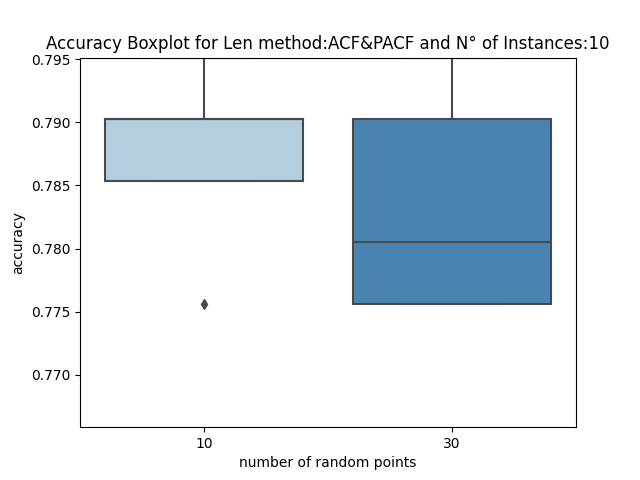 Accuracy Boxplot for Len method:ACF&PACF and N° of Instances:10
0.795
0.790
0.785
0.780
0.775
0.770
accuracy
10
30
number of random points